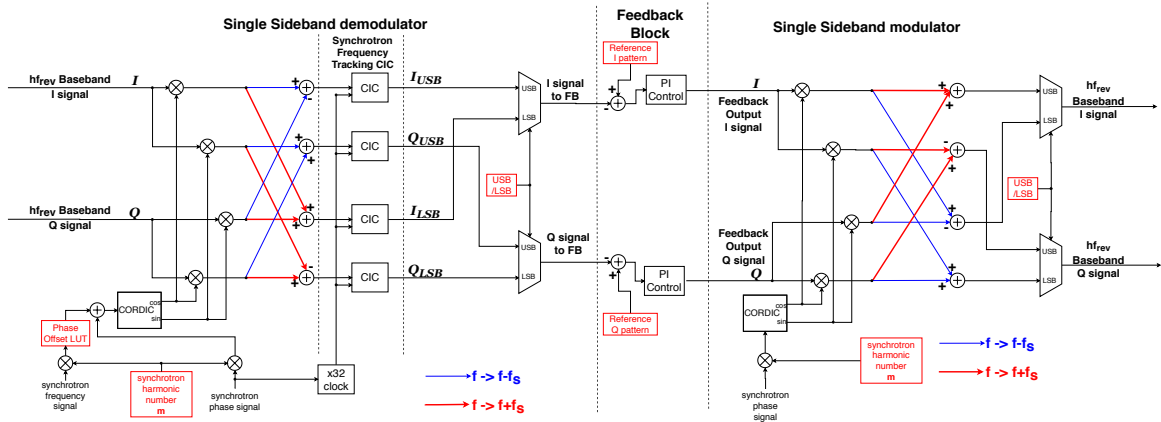 Single Sideband demodulator
Synchrotron
Frequency
Tracking CIC
Feedback
Block
Single Sideband modulator
hfrev Baseband
I signal
I
+
-
CIC
IUSB
USB
LSB
I signal
to FB
Reference
I pattern
+
-
PI
Control
I
Feedback
Output
I signal
+
+
USB
LSB
hfrev
Baseband
I signal
+
+
CIC
QUSB
-
+
USB
/LSB
USB
/LSB
hfrev Baseband
Q signal
Q
+
+
CIC
ILSB
Q signal
to FB
Feedback
Output
Q signal
Q
+
-
-
+
CIC
QLSB
USB
LSB
-
+
PI
Control
+
+
USB
LSB
hfrev
Baseband
Q signal
CORDIC
cos
sin
Phase
Offset LUT
Reference
Q pattern
CORDIC
cos
sin
synchrotron
frequency
signal
synchrotron
harmonic
number
m
synchrotron
phase signal
x32
clock
f -> f-fs
f -> f+fs
synchrotron
harmonic
number
m
synchrotron
phase
signal
f -> f-fs
f -> f+fs